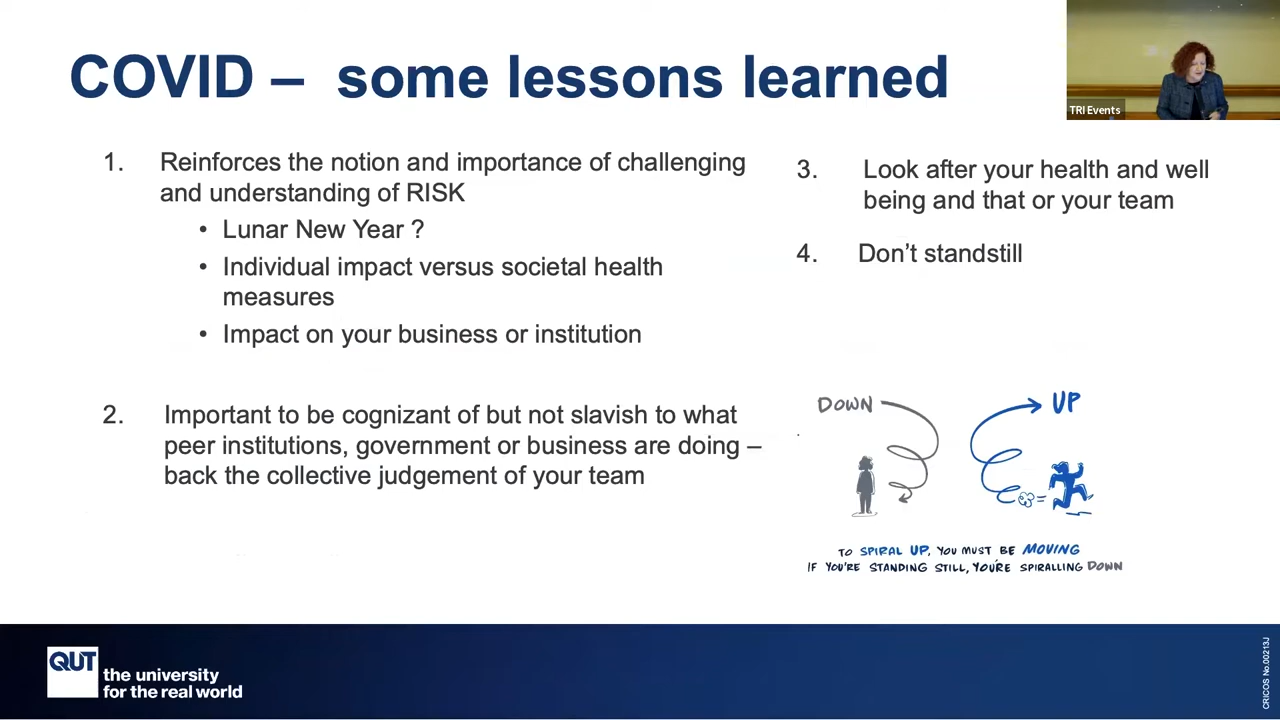 COVID – some lessons learned
TRI Events
1. Reinforces the notion and importance of challenging
and understanding of RISK
• Lunar New Year ?
• Individual impact versus societal health
measures
• Impact on your business or institution
2. Important to be cognizant of but not slavish to what
peer institutions, government or business are doing –
back the collective judgement of your team
3. Look after your health and well
being and that or your team
4. Don’t standstill
DOWN
UP
TO SPIRAL UP, YOU MUST BE MOVING
IF YOU'RE STANDING STILL, YOU'RE SPIRALLING DOWN
QUT
the university
for the real world
CRICOS No.00213J